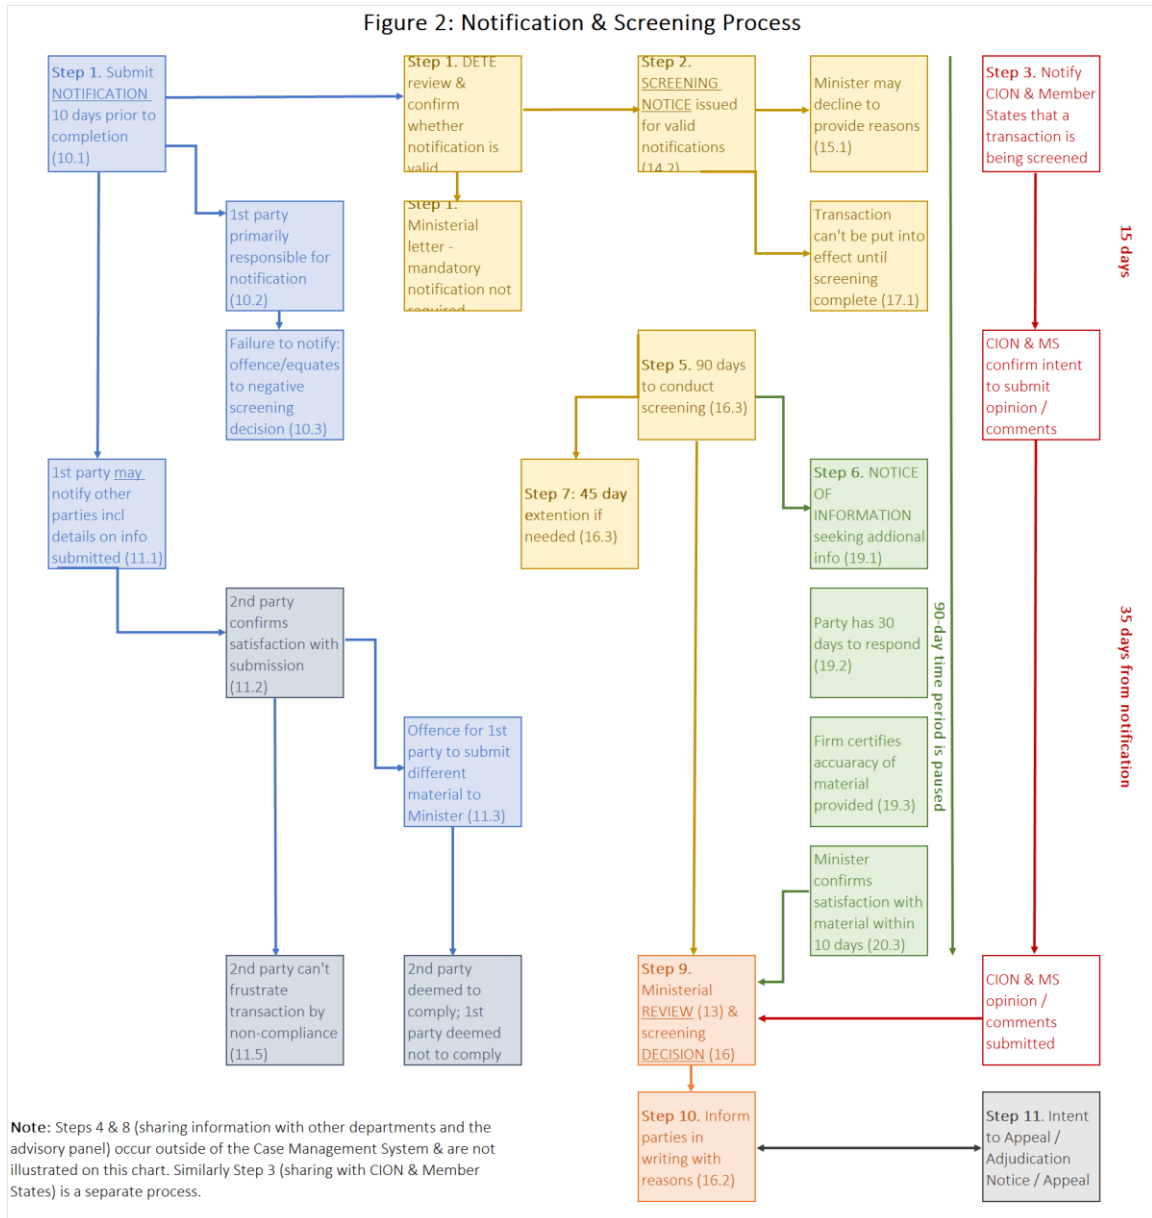 Figure 2: Notification & Screening Process
Step 1. Submit
NOTIFICATION
10 days prior to
completion
(10.1)
Step 1. DETE
review &
confirm
whether
notification is
valid
Step 2.
SCREENING
NOTICE issued
for valid
notifications
(14.2)
Minister may
decline to
provide reasons
(15.1)
Step 3. Notify
CION & Member
States that a
transaction is
being screened
1st party
primarily
responsible for
notification
(10.2)
Step 1.
Ministerial
letter -
mandatory
notification not
required
Transaction
can't be put into
effect until
screening
complete (17.1)
15 days
Failure to notify:
offence/equates
to negative
screening
decision (10.3)
Step 5. 90 days
to conduct
screening (16.3)
CION & MS
confirm intent
to submit
opinion /
comments
1st party may
notify other
parties incl
details on info
submitted (11.1)
Step 7: 45 day
extention if
needed (16.3)
Step 6. NOTICE
OF
INFORMATION
seeking addional
info (19.1)
2nd party
confirms
satisfaction with
submission
(11.2)
Party has 30
days to respond
(19.2)
90-day time period is paused
35 days from notification
Offence for 1st
party to submit
different
material to
Minister (11.3)
Firm certifies
accuaracy of
material
provided (19.3)
Minister
confirms
satisfaction with
material within
10 days (20.3)
2nd party can't
frustrate
transaction by
non-compliance
(11.5)
2nd party
deemed to
comply; 1st
party deemed
not to comply
Step 9.
Ministerial
REVIEW (13) &
screening
DECISION (16)
CION & MS
opinion /
comments
submitted
Step 10. Inform
parties in
writing with
reasons (16.2)
Step 11. Intent
to Appeal /
Adjudication
Notice / Appeal
Note: Steps 4 & 8 (sharing information with other departments and the
advisory panel) occur outside of the Case Management System & are not
illustrated on this chart. Similarly Step 3 (sharing with CION & Member
States) is a separate process.